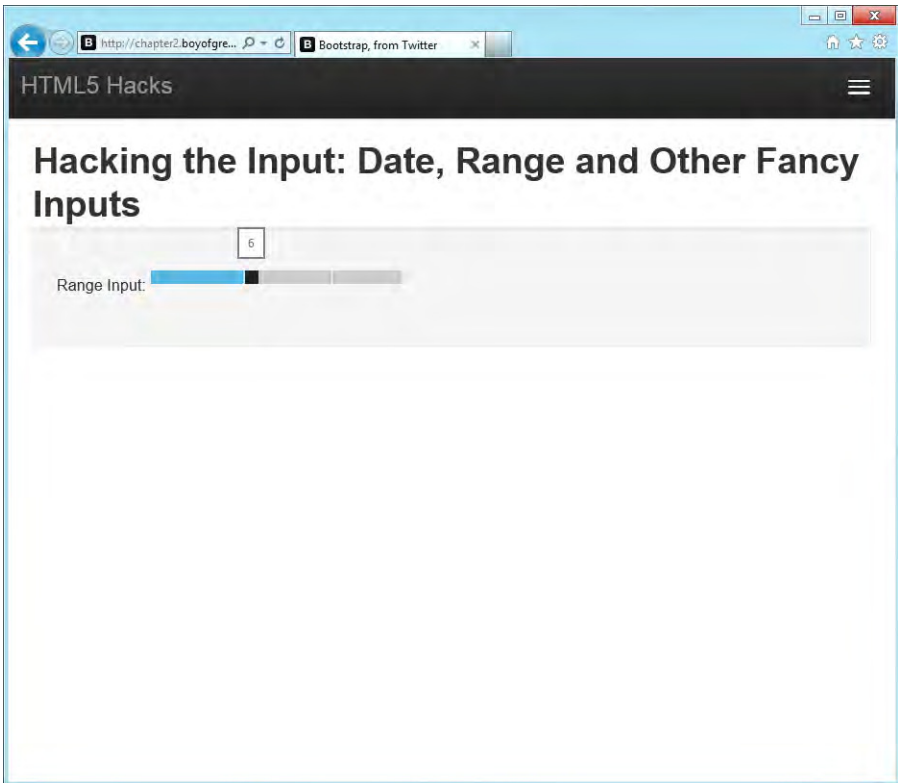 http://chapter2.boyofgre... Bootstrap, from Twitter
HTML5 Hacks
Hacking the Input: Date, Range and Other Fancy
Inputs
6
Range Input: